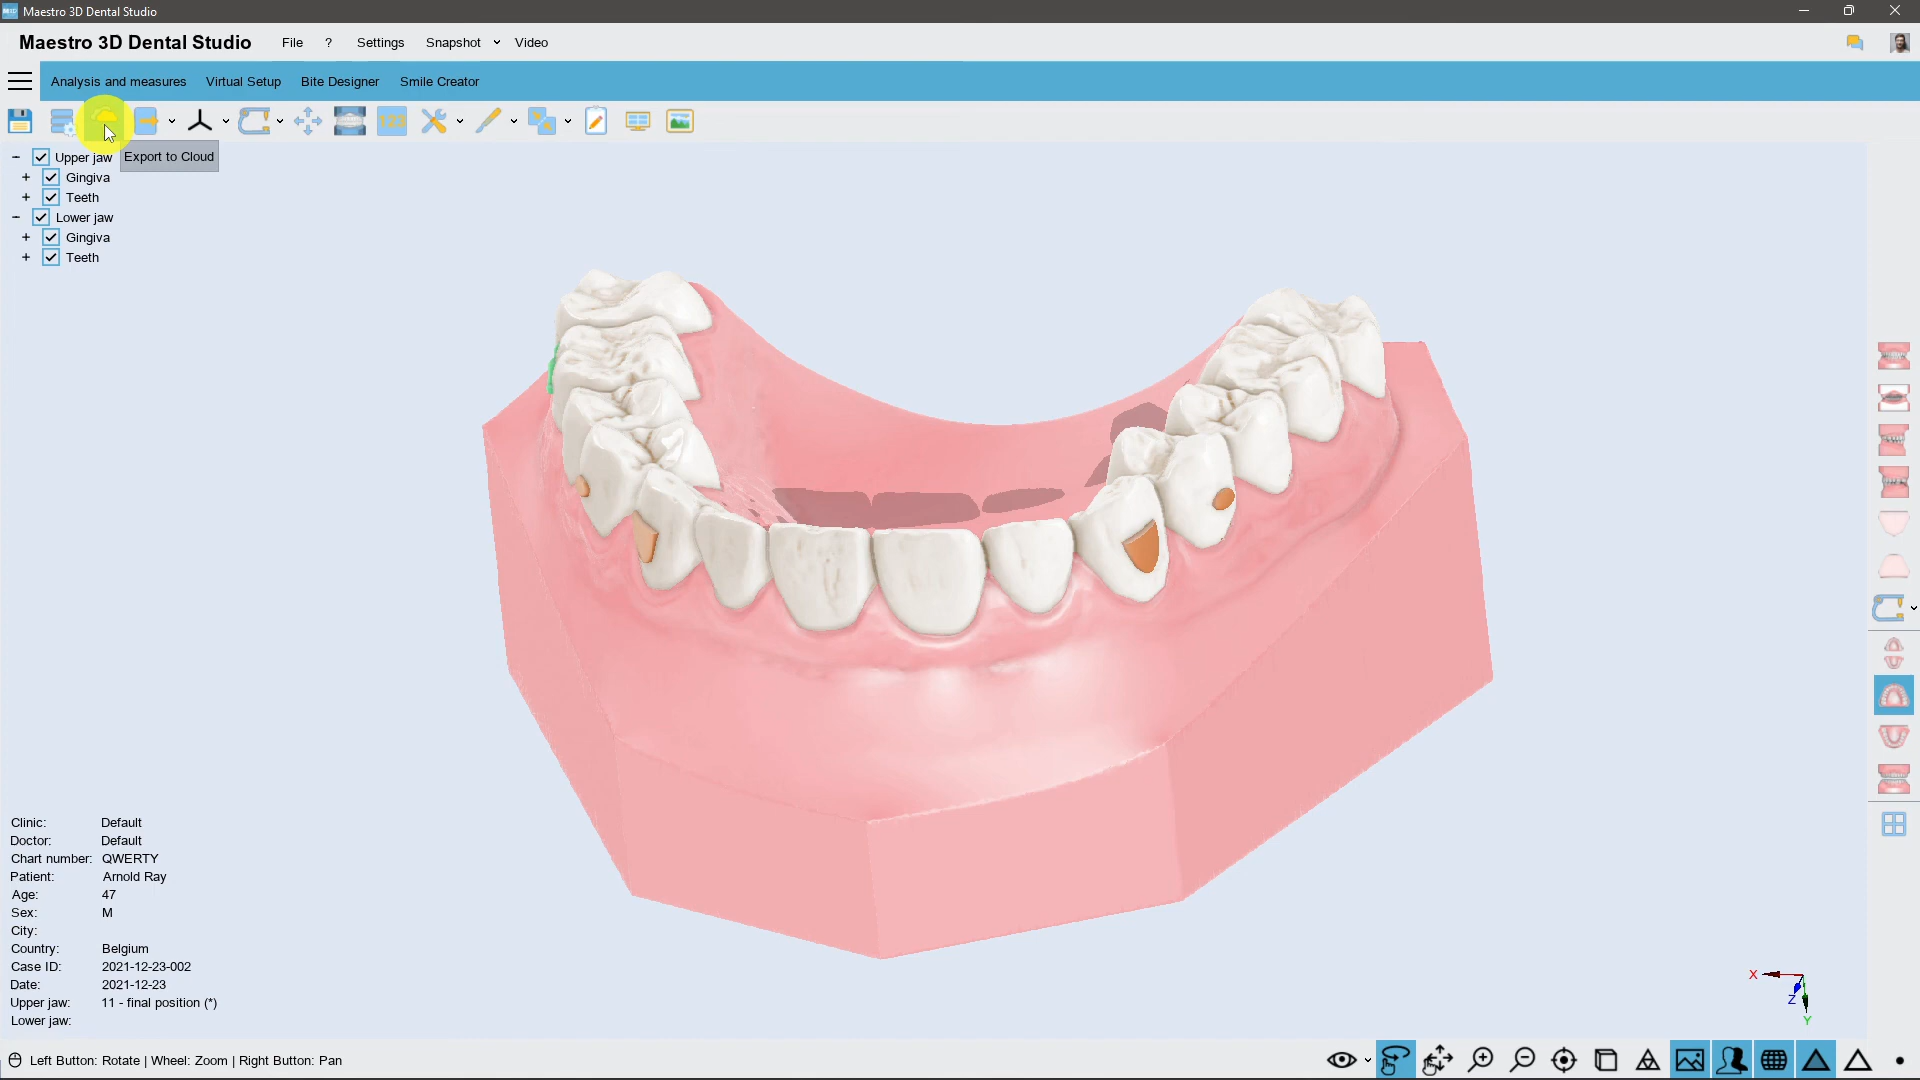 Maestro 3D Dental Studio
Maestro 3D Dental Studio File ? Settings Snapshot Video
Analysis and measures Virtual Setup Bite Designer Smile Creator
123
Export to Cloud
Upper jaw
Gingiva
Teeth
Lower jaw
Gingiva
Teeth
Clinic: Default
Doctor: Default
Chart number: QWERTY
Patient: Arnold Ray
Age: 47
Sex: M
City:
Country: Belgium
Case ID: 2021-12-23-002
Date: 2021-12-23
Upper jaw: 11 - final position (*)
Lower jaw:
X
Z
Y
Left Button: Rotate | Wheel: Zoom | Right Button: Pan